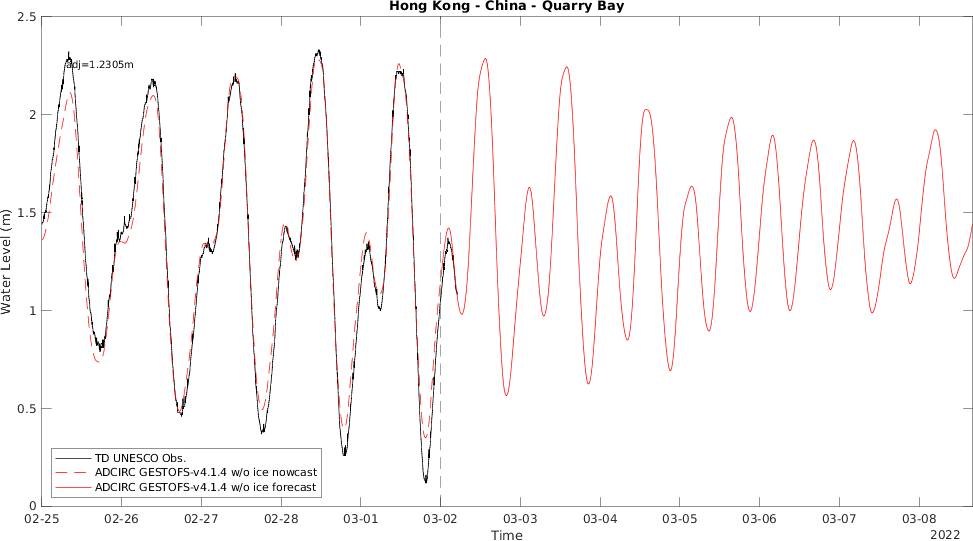 Hong Kong - China - Quarry Bay
2.5
2
1.5
1
0.5
0
Water Level (m)
adj=1.2305m
TD UNESCO Obs.
ADCIRC GESTOFS-v4.1.4 w/o ice nowcast
ADCIRC GESTOFS-v4.1.4 w/o ice forecast
02-25 02-26 02-27 02-28 03-01 03-02 03-03 03-04 03-05 03-06 03-07 03-08
Time
2022